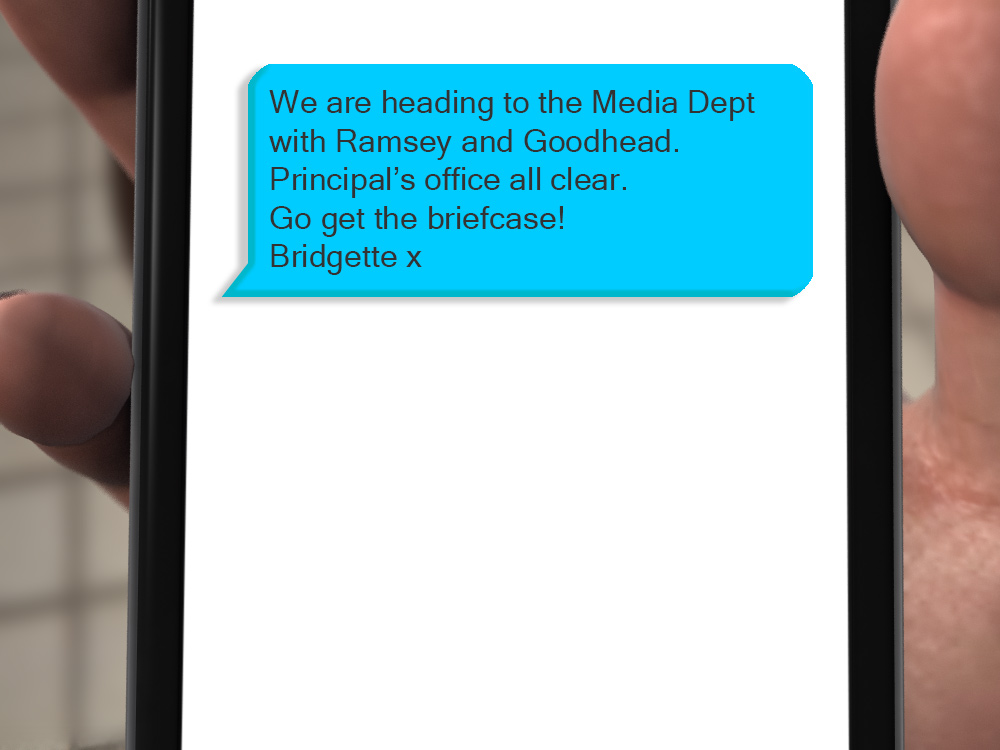 We are heading to the Media Dept
with Ramsey and Goodhead.
Principal’s office all clear.
Go get the briefcase!
Bridgette x